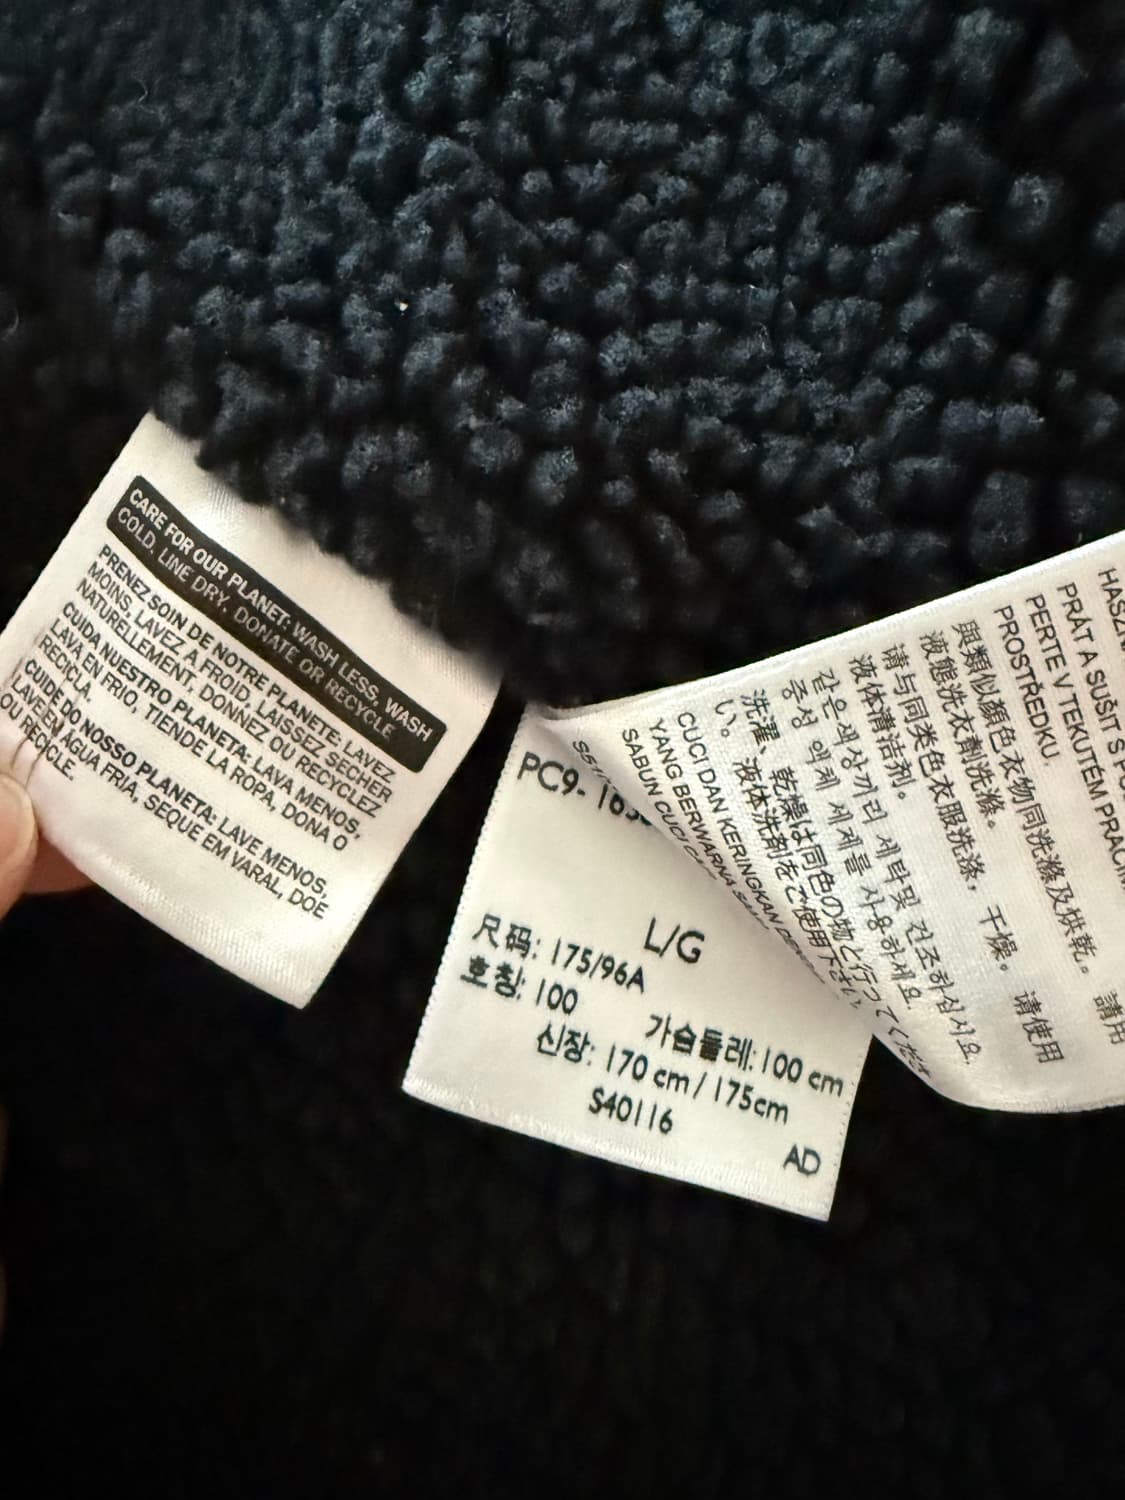 CARE FOR OUR PLANET: WASH LESS, WASH
COLD, LINE DRY, DONATE OR RECYCLE
PRENEZ SOIN DE NOTRE PLANÈTE: LAVEZ
MOINS, LAVEZ À FROID, LAISSEZ SÉCHER
NATURELLEMENT, DONNEZ OU RECYCLEZ
CUIDA NUESTRO PLANETA: LAVA MENOS,
LAVA EN FRIO, TIENDE LA ROPA, DONA O
RECICLA.
CUIDE DO NOSSO PLANETA: LAVE MENOS,
LAVE EM ÁGUA FRIA, SEQUE EM VARAL, DOE
OU RECICLE.
PC9-
L/G
尺码: 175/96A
호칭: 100
가슴둘레: 100 cm
신장: 170 cm / 175cm
S40116
AD
PRÁT A SUŠIT S
PERTE V TEKUTÉM PRACÍM
PROSTŘEDKU.
與類似顏色衣物同洗滌及烘乾。 請用
液態洗衣劑洗滌。
请与同类色衣服洗涤, 干燥。 请使用
液体清洁剂。
같은색상끼리 세탁및 건조하십시요.
중성 액체 세제를 사용하세요.
洗濯、乾燥は同色の物と行ってくださ
い。 液体洗剤をご使用下さい。
CUCI DAN KERINGKAN
YANG BERWARNA
SABUN CUCI